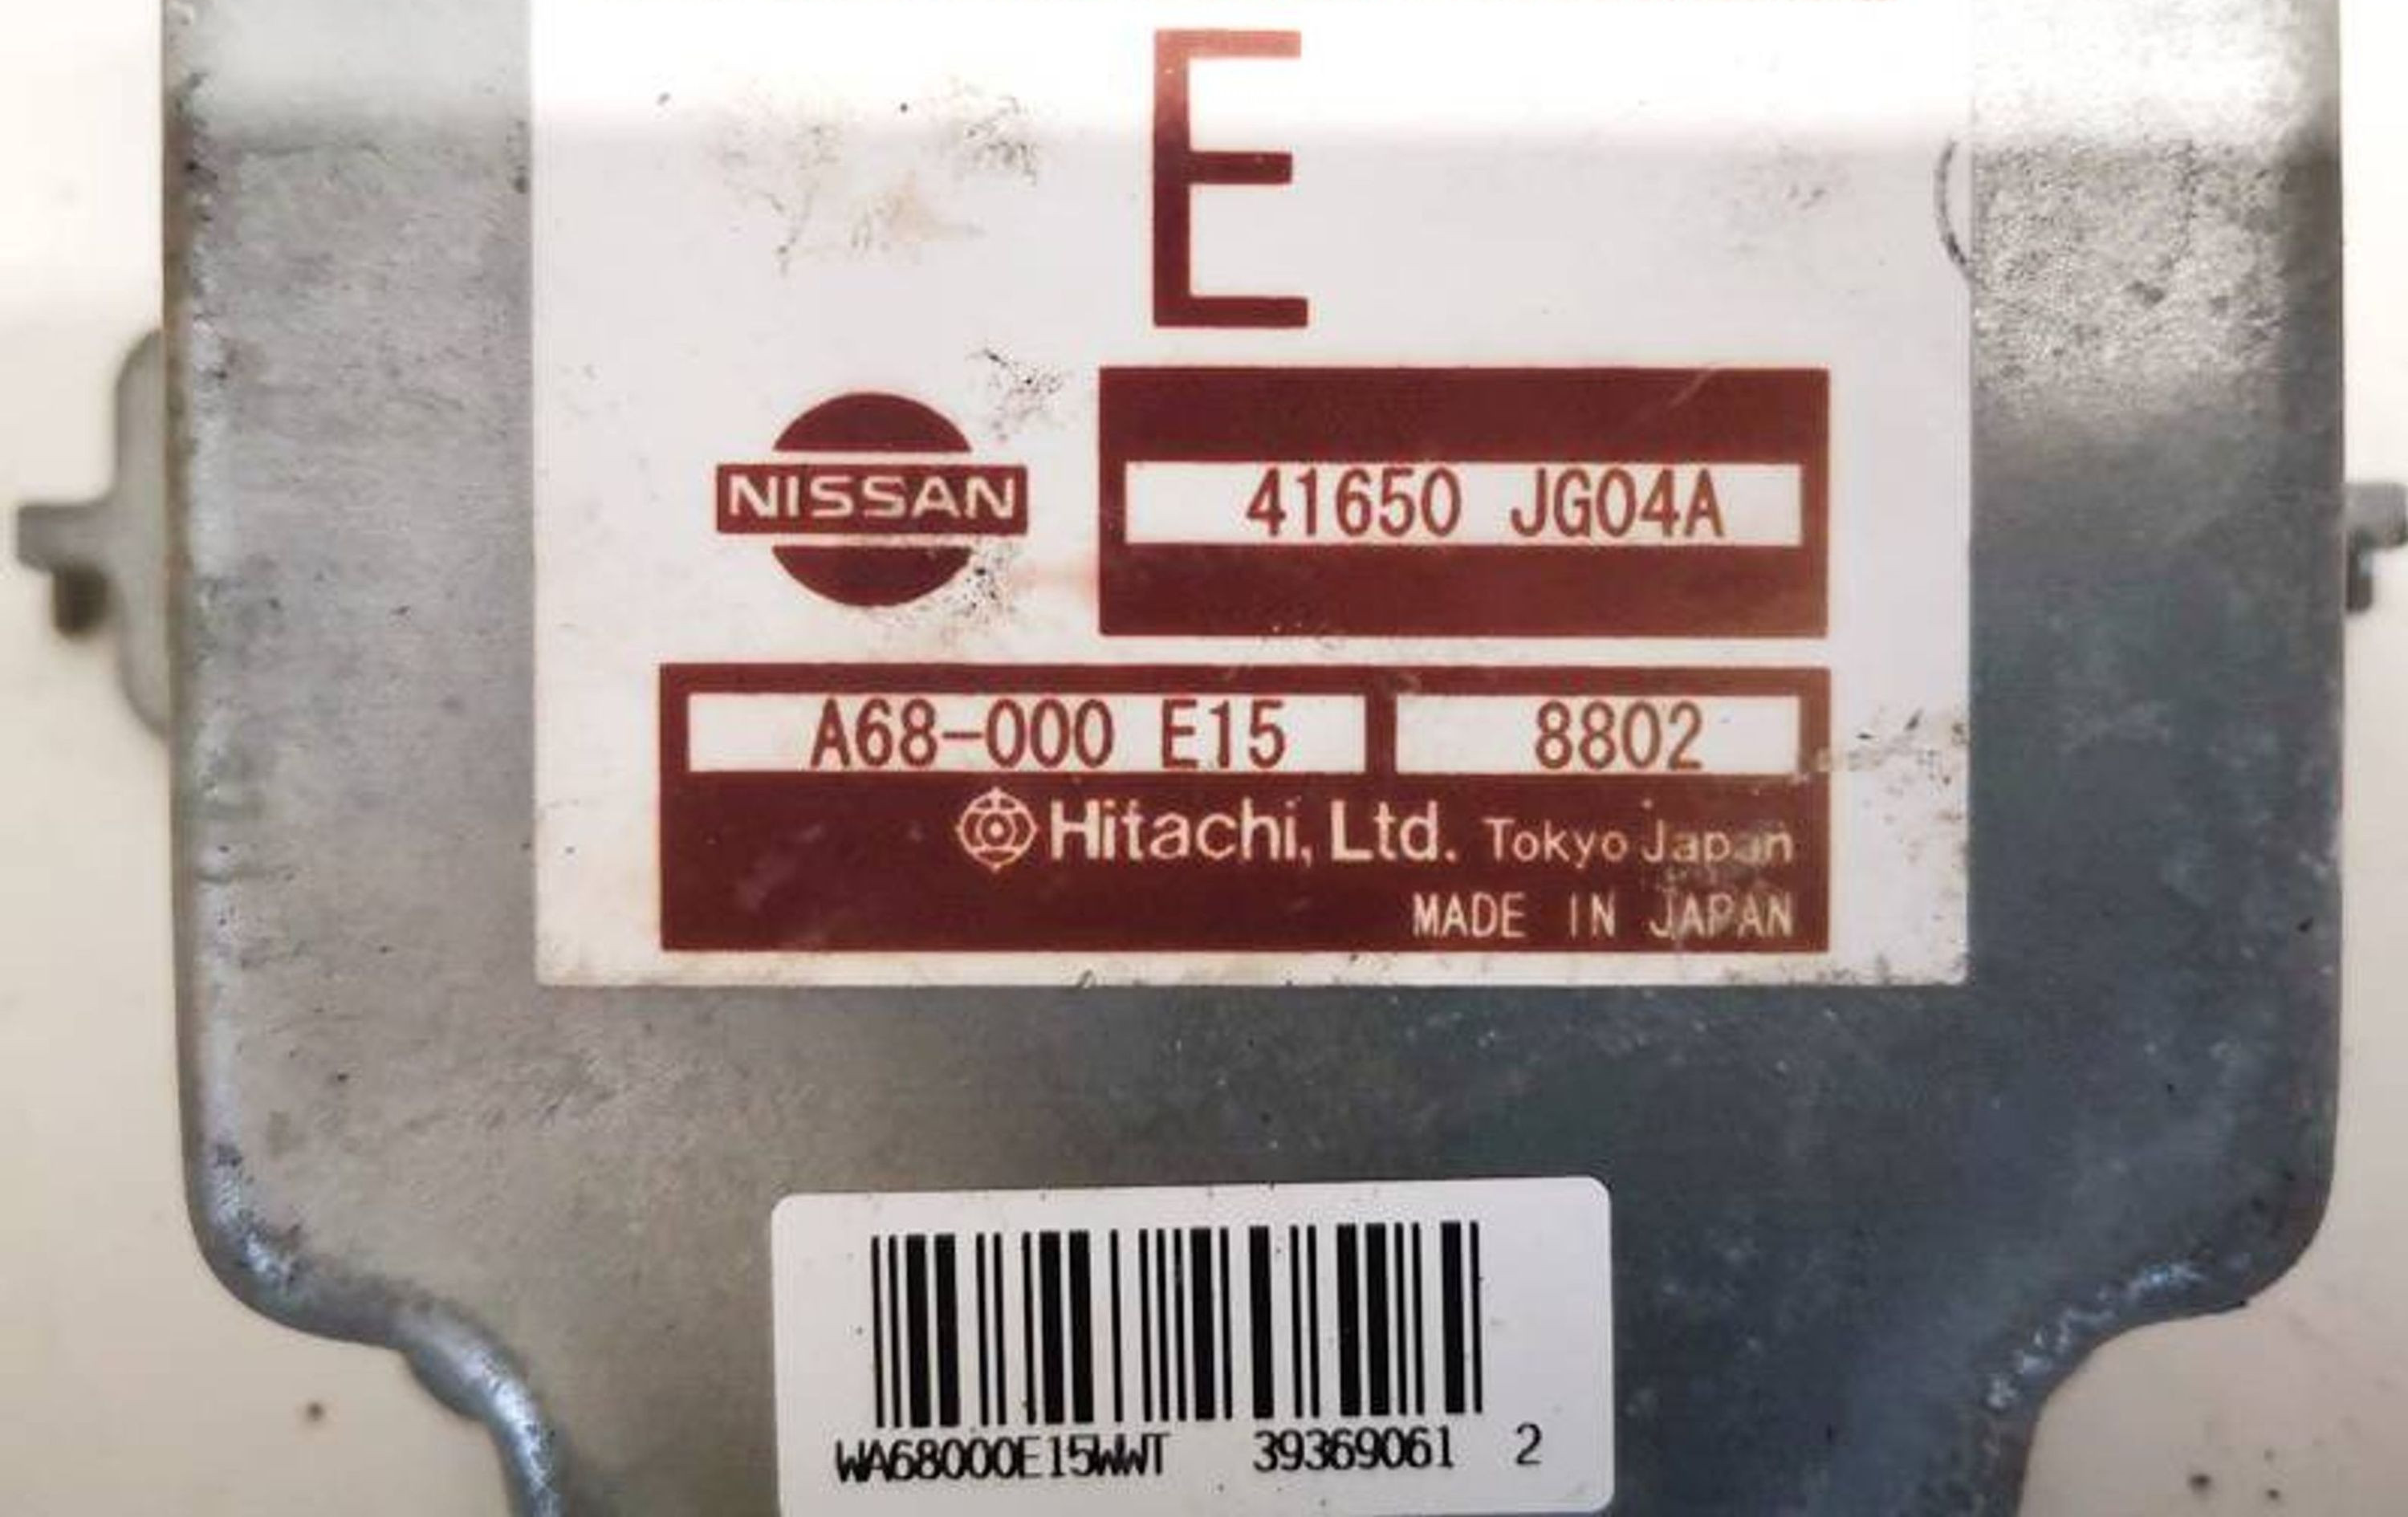 E
NISSAN
41650 JG04A
A68-000 E15 8802
Hitachi, Ltd. Tokyo Japan
MADE IN JAPAN
WA68000E15WWT 39369061 2